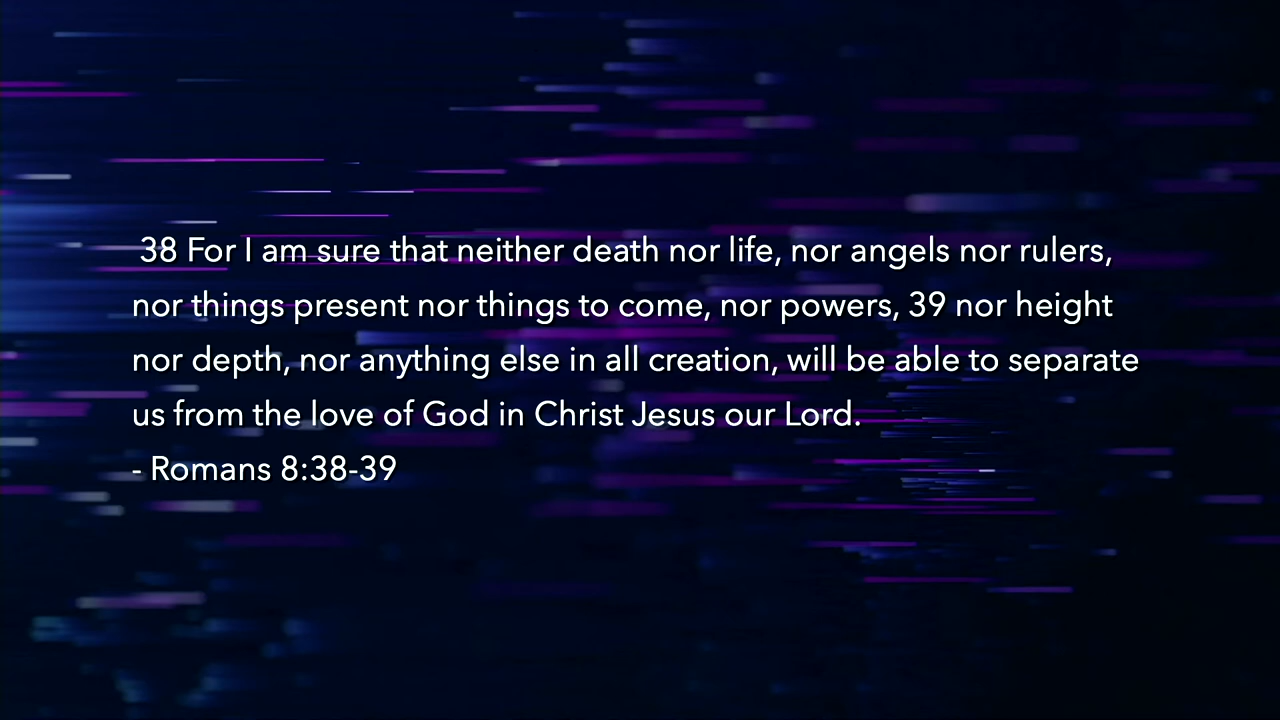 38 For I am sure that neither death nor life, nor angels nor rulers,
nor things present nor things to come, nor powers, 39 nor height
nor depth, nor anything else in all creation, will be able to separate
us from the love of God in Christ Jesus our Lord.
- Romans 8:38-39